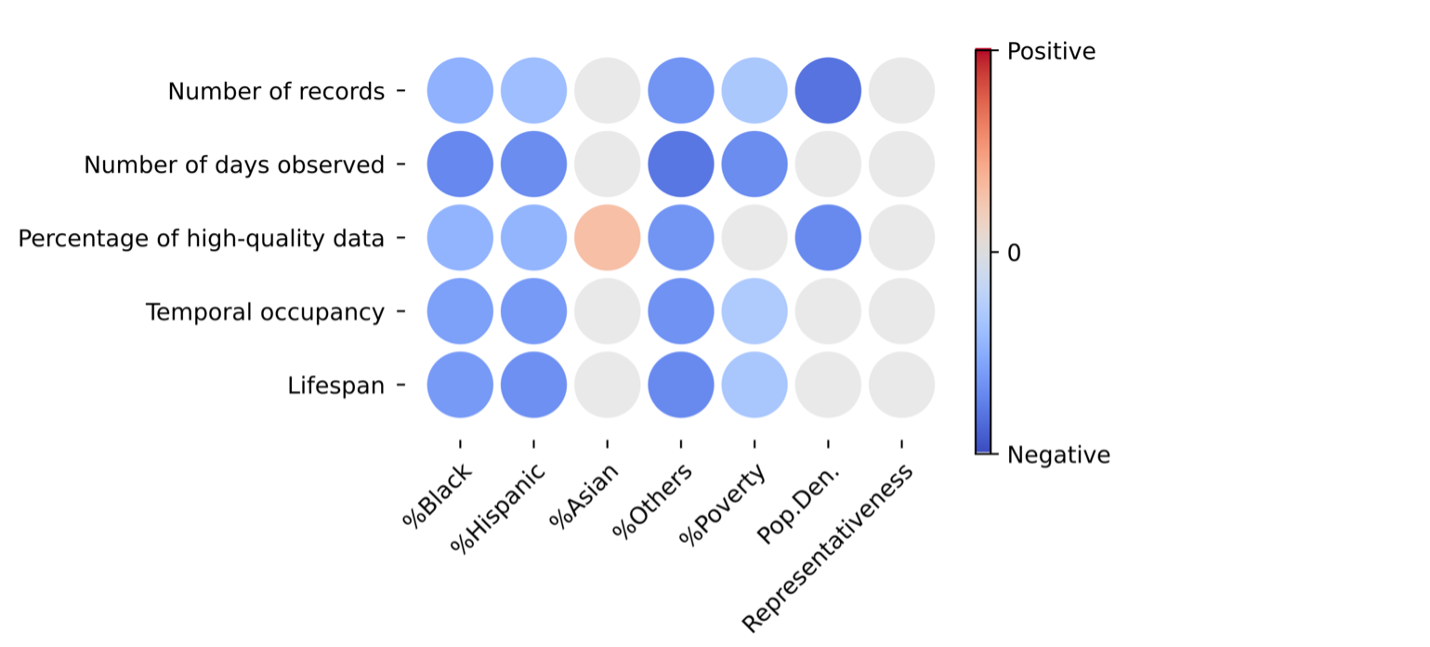 Number of records
Number of days observed
Percentage of high-quality data
Temporal occupancy
Lifespan
%Black
%Hispanic
%Asian
%Others
%Poverty
Pop.Den.
Representativeness
Positive
0
Negative